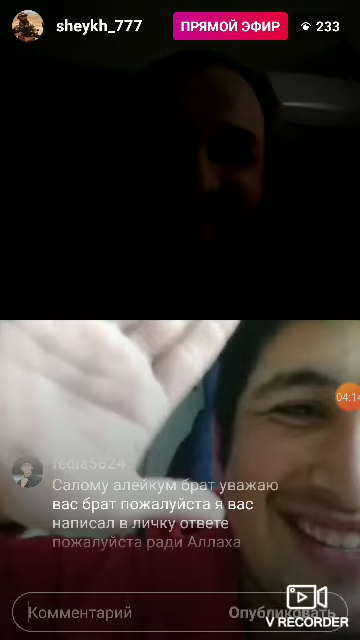 sheykh_777
ПРЯМОЙ ЭФИР
233
04:14
fedia5624
Салому алейкум брат уважаю
вас брат пожалуйста я вас
написал в личку ответе
пожалуйста ради Аллаха
Комментарий
Опубликовать
V RECORDER